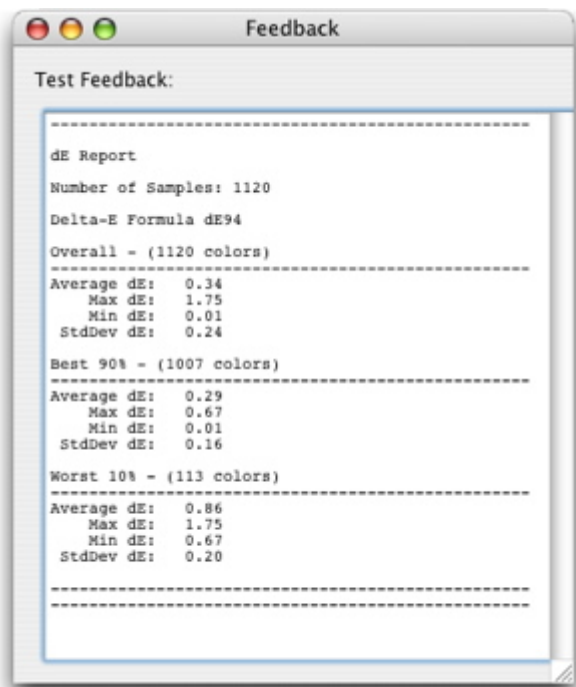 Feedback
Test Feedback:
--------------------------------------------------
dE Report
Number of Samples: 1120
Delta-E Formula dE94
Overall - (1120 colors)
--------------------------------------------------
Average dE: 0.34
Max dE: 1.75
Min dE: 0.01
StdDev dE: 0.24
Best 90% - (1007 colors)
--------------------------------------------------
Average dE: 0.29
Max dE: 0.67
Min dE: 0.01
StdDev dE: 0.16
Worst 10% - (113 colors)
--------------------------------------------------
Average dE: 0.86
Max dE: 1.75
Min dE: 0.67
StdDev dE: 0.20
--------------------------------------------------
--------------------------------------------------